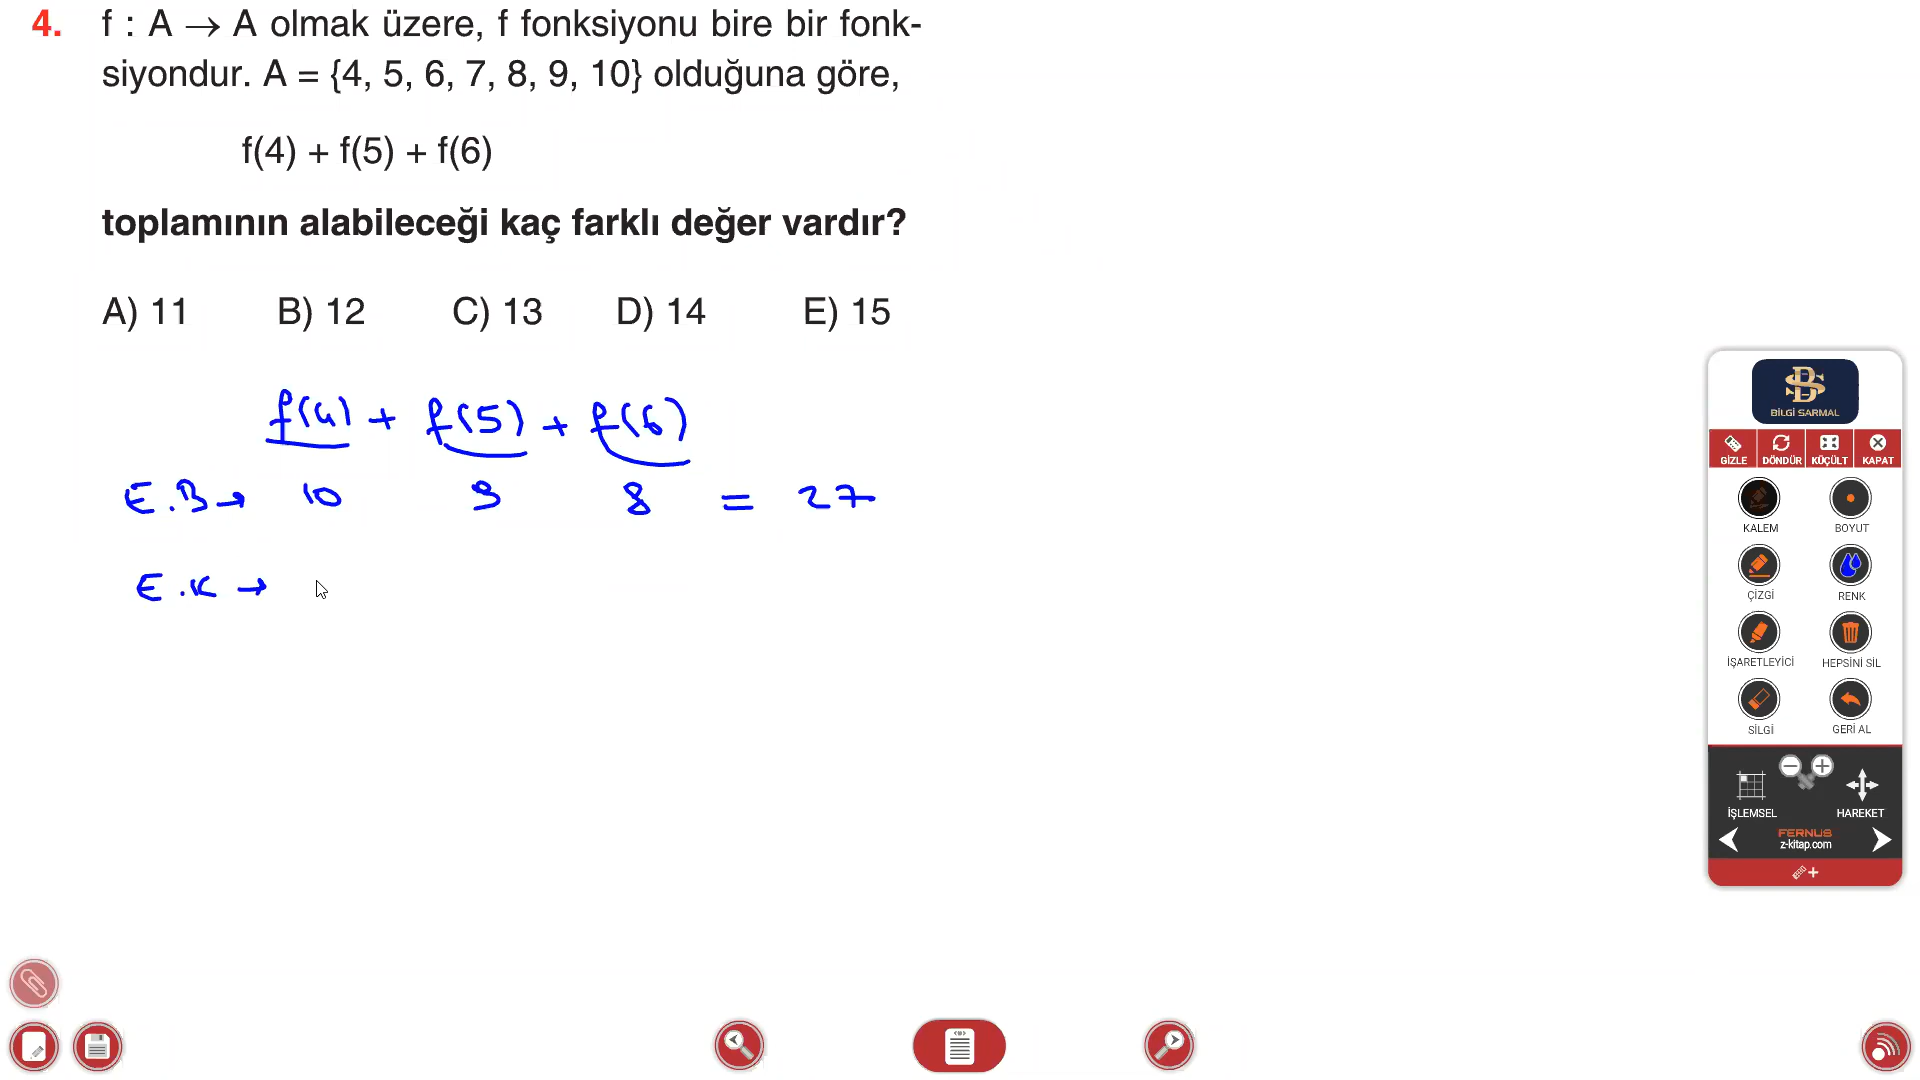 4. f : A → A olmak üzere, f fonksiyonu bire bir fonk-
siyondur. A = {4, 5, 6, 7, 8, 9, 10} olduğuna göre,
f(4) + f(5) + f(6)
toplamının alabileceği kaç farklı değer vardır?
A) 11 B) 12 C) 13 D) 14 E) 15
f(4) + f(5) + f(6)
E.B → 10 9 8 = 27
E.K →
BİLGİ SARMAL
GİZLE DÖNDÜR KÜÇÜLT KAPAT
KALEM BOYUT
ÇİZGİ RENK
İŞARETLEYİCİ HEPSİNİ SİL
SİLGİ GERİ AL
İŞLEMSEL HAREKET
FERNUS
z-kitap.com